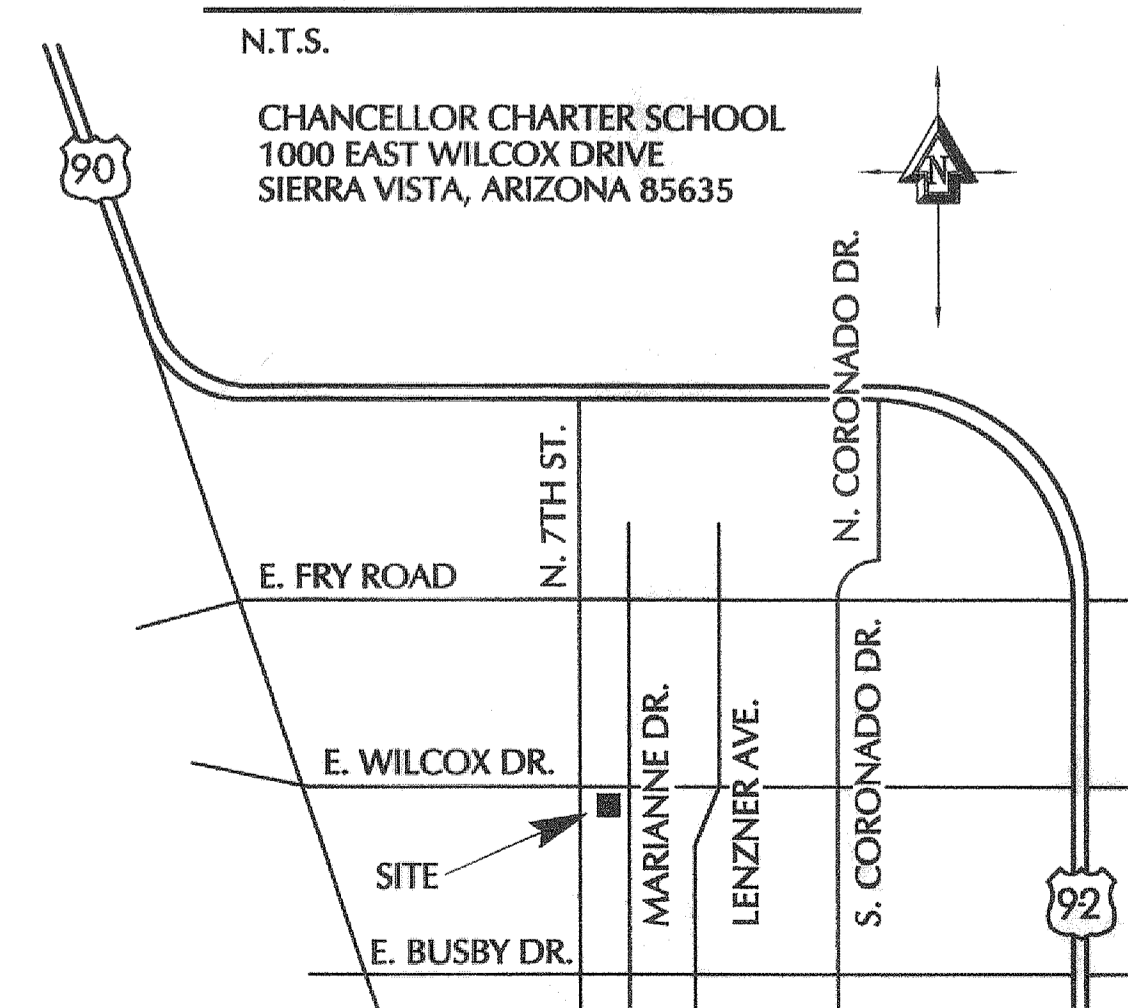 N.T.S.
CHANCELLOR CHARTER SCHOOL
1000 EAST WILCOX DRIVE
SIERRA VISTA, ARIZONA 85635
90
N
N. CORONADO DR.
N. 7TH ST.
E. FRY ROAD
E. WILCOX DR.
MARIANNE DR.
LENZNER AVE.
S. CORONADO DR.
SITE
92
E. BUSBY DR.